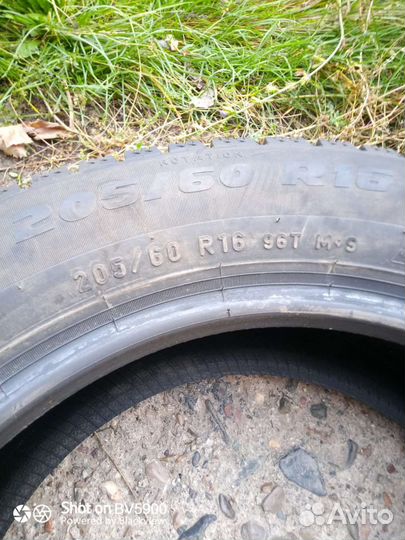 ROTATION
205/60 R16
205/60 R16 96T M+S
Shot on BV5900
Powered by Blackview
Avito